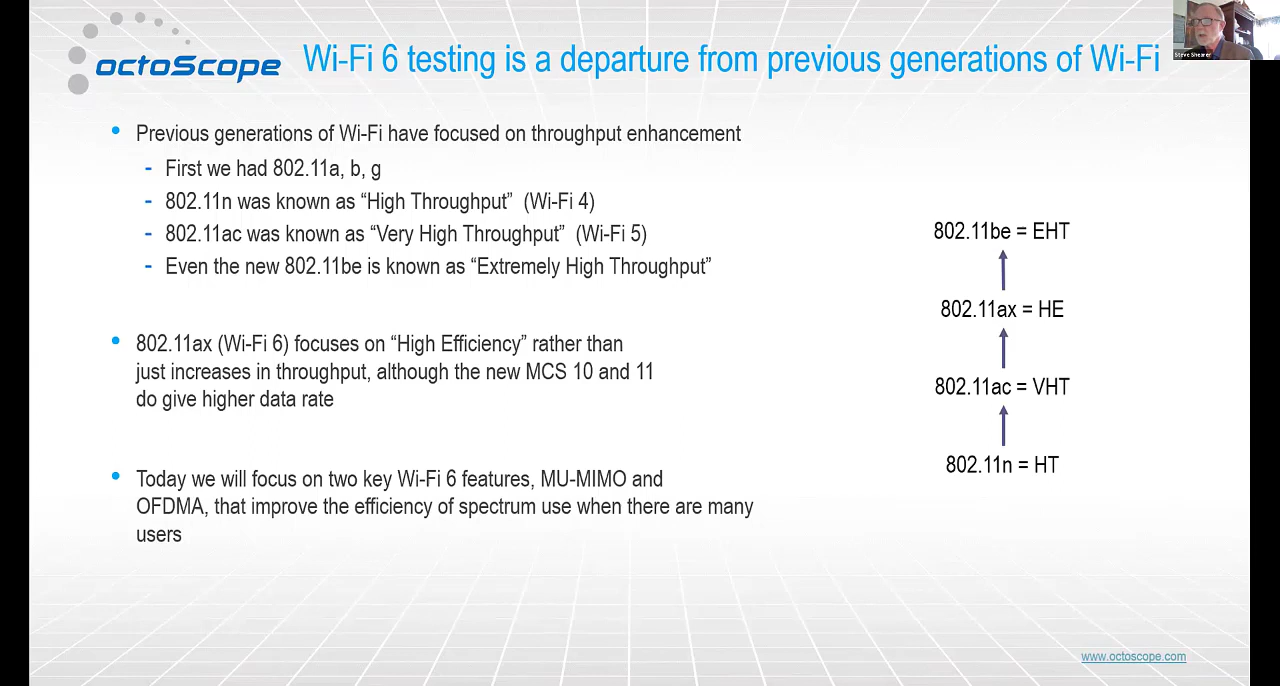 octoScope
Wi-Fi 6 testing is a departure from previous generations of Wi-Fi
Steve Shearer
• Previous generations of Wi-Fi have focused on throughput enhancement
- First we had 802.11a, b, g
- 802.11n was known as “High Throughput” (Wi-Fi 4)
- 802.11ac was known as “Very High Throughput” (Wi-Fi 5)
- Even the new 802.11be is known as “Extremely High Throughput”
• 802.11ax (Wi-Fi 6) focuses on “High Efficiency” rather than
just increases in throughput, although the new MCS 10 and 11
do give higher data rate
• Today we will focus on two key Wi-Fi 6 features, MU-MIMO and
OFDMA, that improve the efficiency of spectrum use when there are many
users
802.11be = EHT
802.11ax = HE
802.11ac = VHT
802.11n = HT
www.octoscope.com